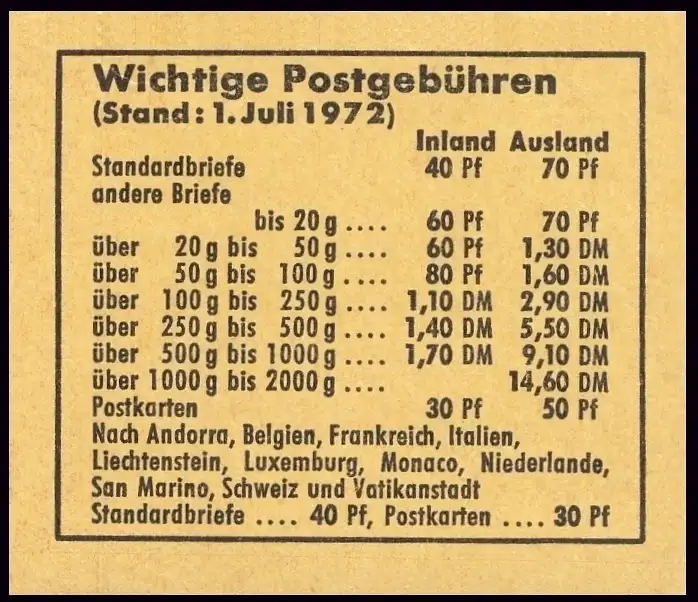 Wichtige Postgebühren
(Stand: 1. Juli 1972)
Inland Ausland
Standardbriefe 40 Pf 70 Pf
andere Briefe
bis 20 g .... 60 Pf 70 Pf
über 20 g bis 50 g .... 60 Pf 1,30 DM
über 50 g bis 100 g .... 80 Pf 1,60 DM
über 100 g bis 250 g .... 1,10 DM 2,90 DM
über 250 g bis 500 g .... 1,40 DM 5,50 DM
über 500 g bis 1000 g .... 1,70 DM 9,10 DM
über 1000 g bis 2000 g .... 14,60 DM
Postkarten 30 Pf 50 Pf
Nach Andorra, Belgien, Frankreich, Italien,
Liechtenstein, Luxemburg, Monaco, Niederlande,
San Marino, Schweiz und Vatikanstadt
Standardbriefe .... 40 Pf, Postkarten .... 30 Pf